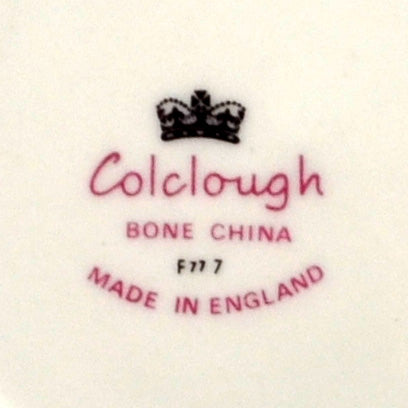 Colclough
BONE CHINA
F77 7
MADE IN ENGLAND